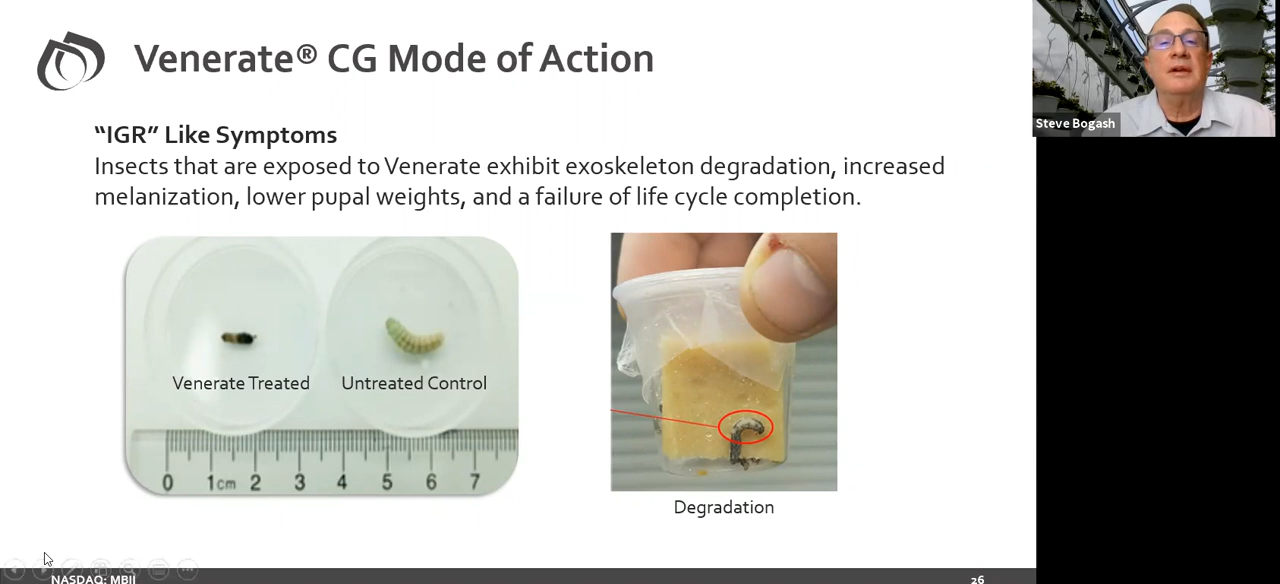 Venerate® CG Mode of Action
Steve Bogash
“IGR” Like Symptoms
Insects that are exposed to Venerate exhibit exoskeleton degradation, increased
melanization, lower pupal weights, and a failure of life cycle completion.
Venerate Treated Untreated Control
0 1cm 2 3 4 5 6 7
Degradation
NASDAQ: MBII 26